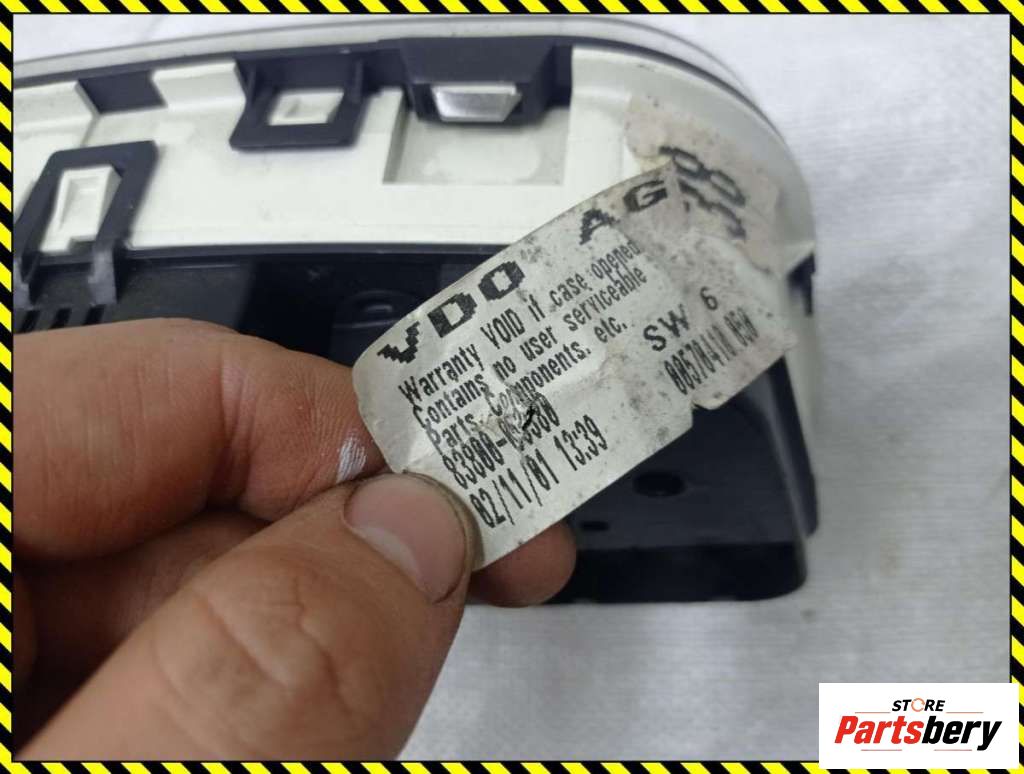 VDO AG
Warranty VOID if case opened
Contains no user serviceable
Parts, Components, etc.
02/11/01 13:39
SW 6
38
STORE
Partsbery